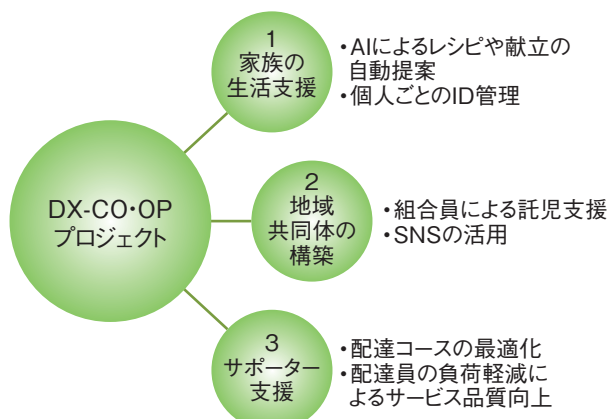 DX-CO・OP
プロジェクト
1
家族の
生活支援
・AIによるレシピや献立の
自動提案
・個人ごとのID管理
2
地域
共同体の
構築
・組合員による託児支援
・SNSの活用
3
サポーター
支援
・配達コースの最適化
・配達員の負荷軽減に
よるサービス品質向上